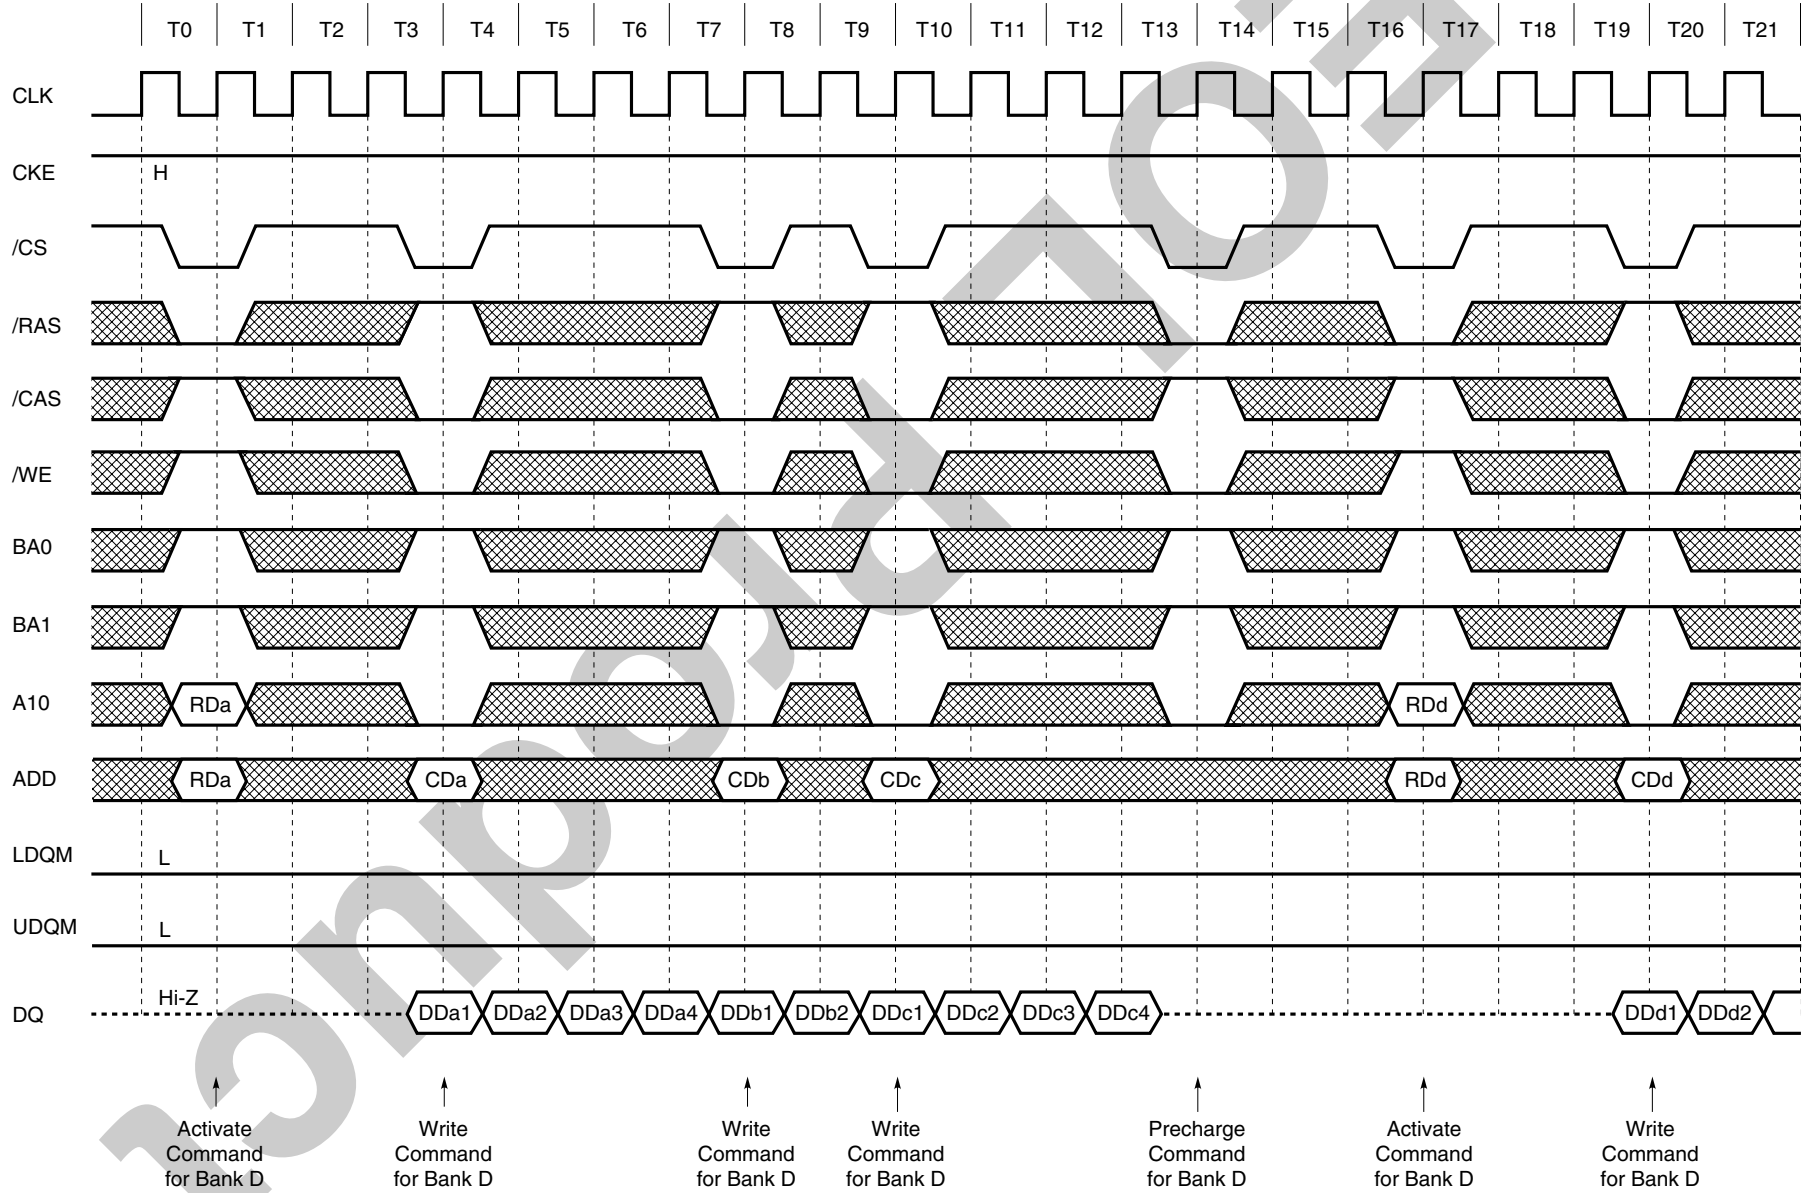 T0 T1 T2 T3 T4 T5 T6 T7 T8 T9 T10 T11 T12 T13 T14 T15 T16 T17 T18 T19 T20 T21
CLK
CKE H
/CS
/RAS
/CAS
/WE
BA0
BA1
A10 RDa RDd
ADD RDa CDa CDb CDc RDd CDd
LDQM L
UDQM L
DQ Hi-Z DDa1 DDa2 DDa3 DDa4 DDb1 DDb2 DDc1 DDc2 DDc3 DDc4 DDd1 DDd2
Activate Command for Bank D
Write Command for Bank D
Write Command for Bank D
Write Command for Bank D
Precharge Command for Bank D
Activate Command for Bank D
Write Command for Bank D
EOL Product